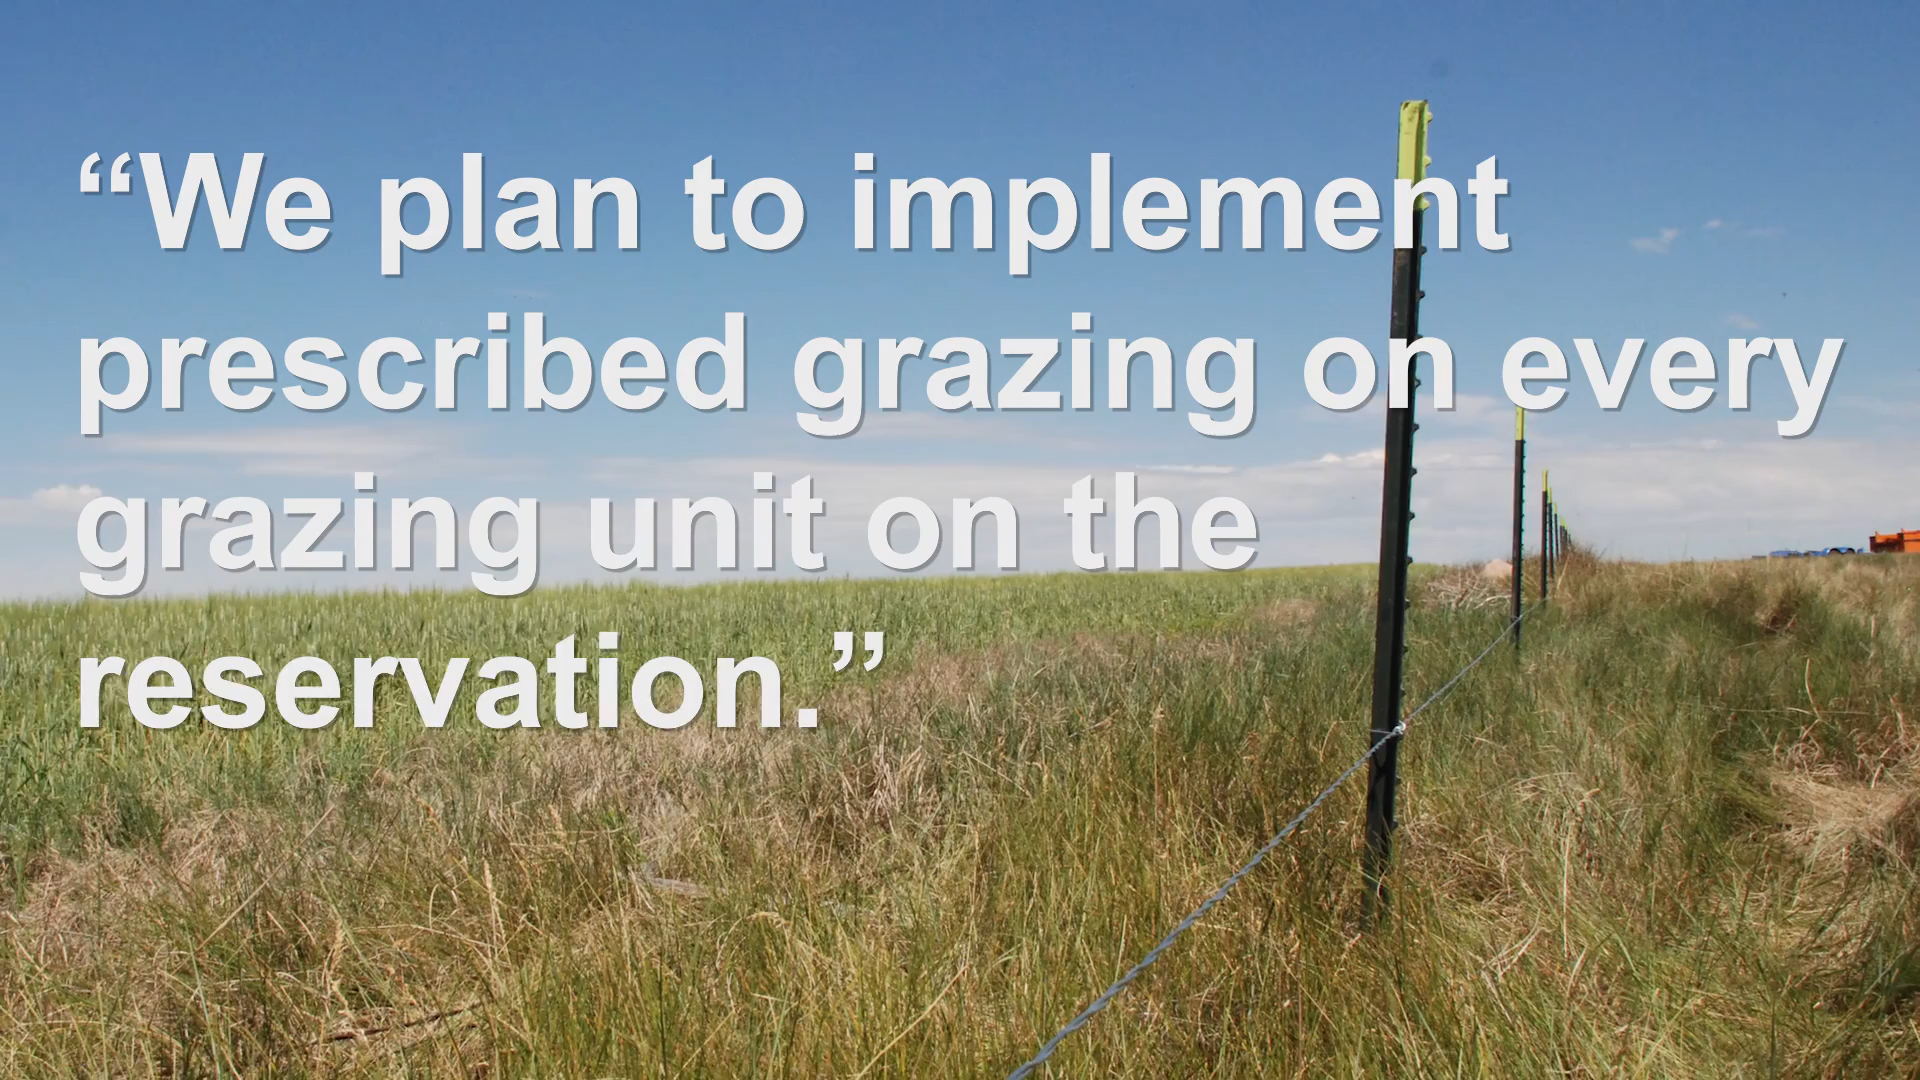 “We plan to implement
prescribed grazing on every
grazing unit on the
reservation.”